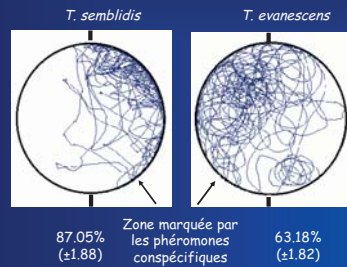 T. semblidis
T. evanescens
Zone marquée par
les phéromones
conspécifiques
87.05%
(±1.88)
63.18%
(±1.82)